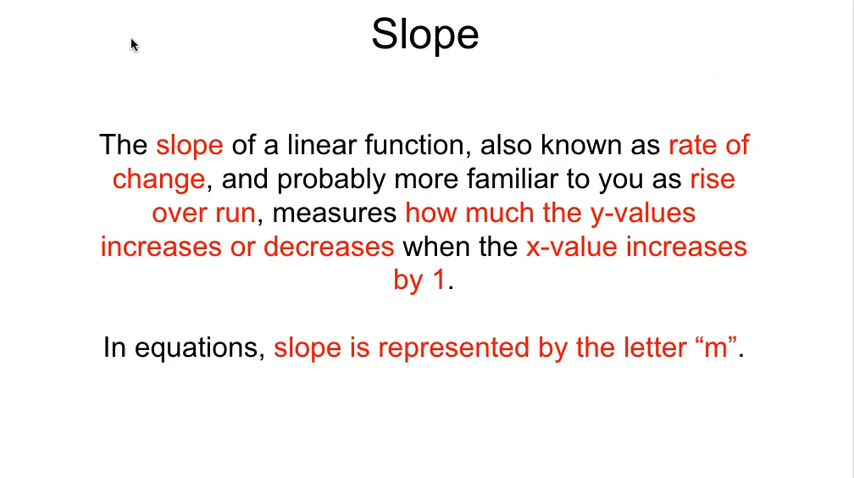 Slope
The slope of a linear function, also known as rate of
change, and probably more familiar to you as rise
over run, measures how much the y-values
increases or decreases when the x-value increases
by 1.
In equations, slope is represented by the letter “m”.